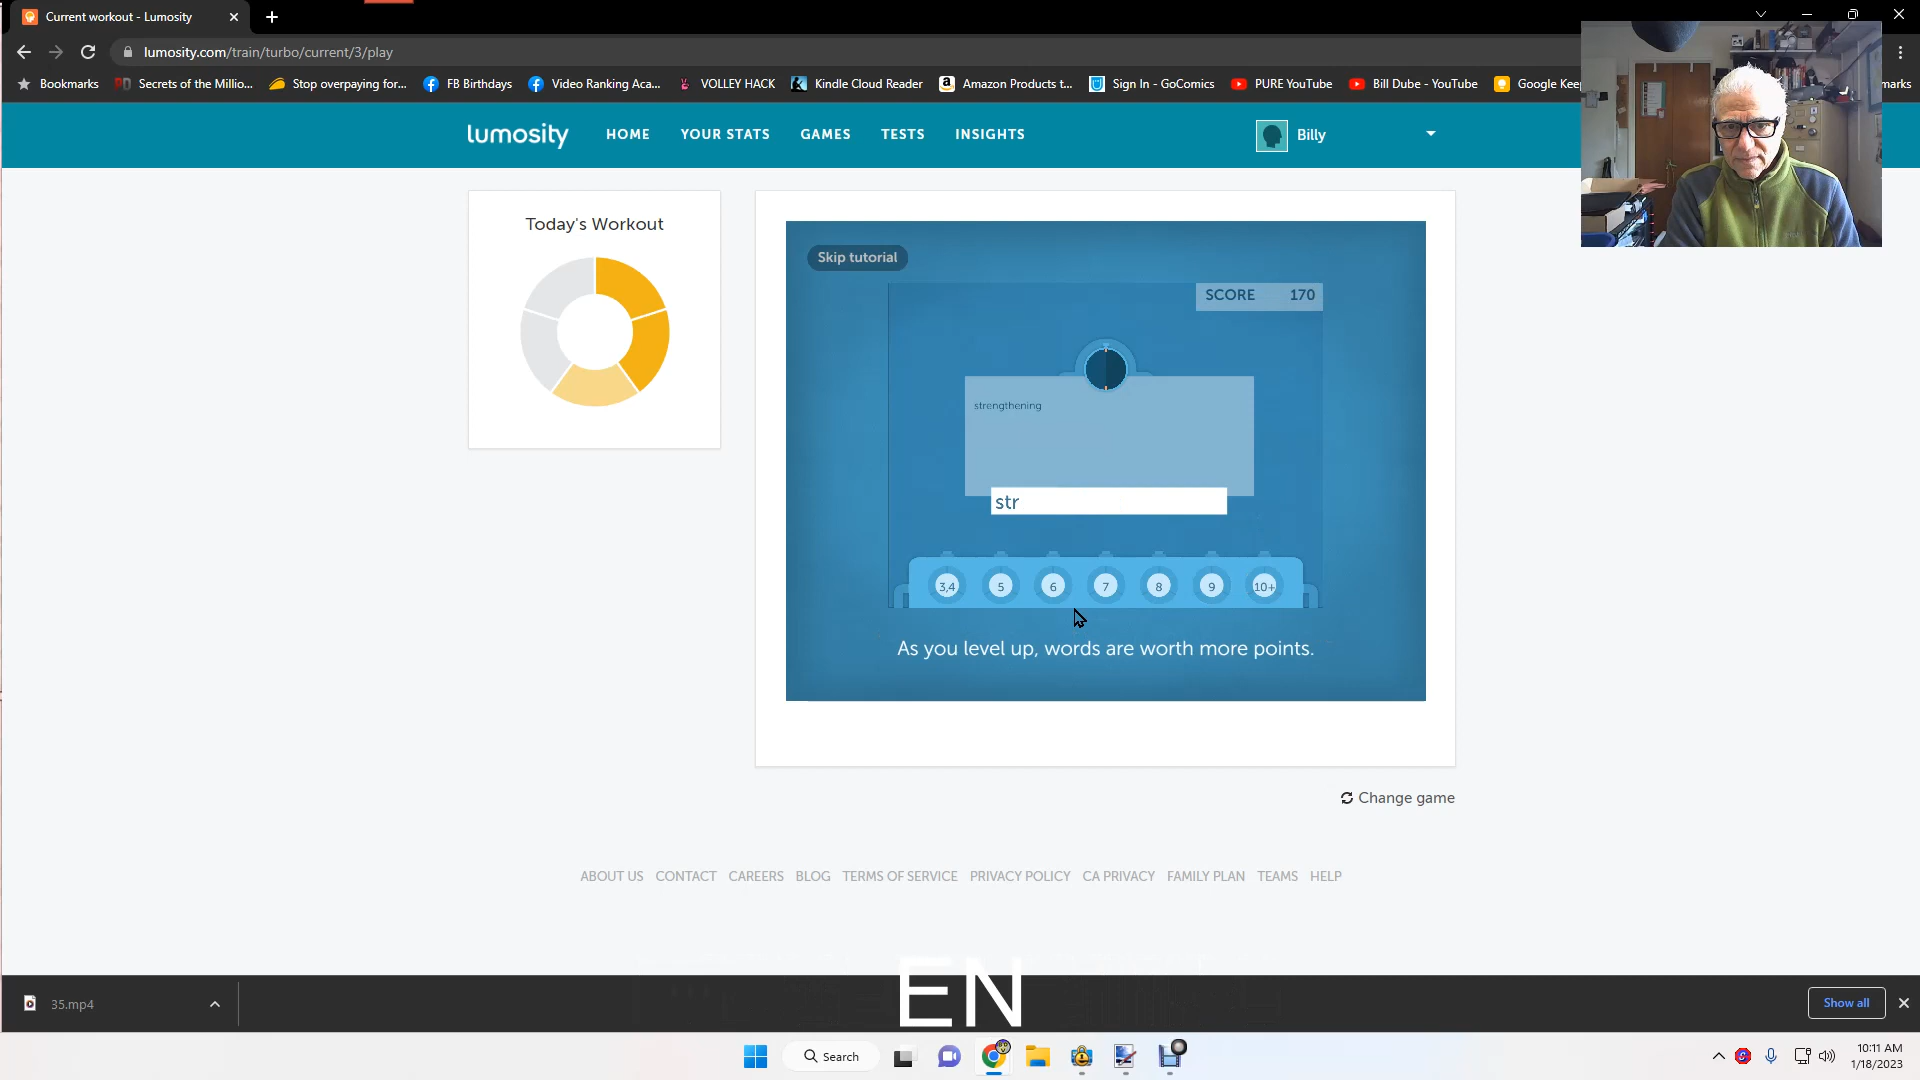 Current workout - Lumosity
lumosity.com/train/turbo/current/3/play
Bookmarks
Secrets of the Millio...
Stop overpaying for...
FB Birthdays
Video Ranking Aca...
VOLLEY HACK
Kindle Cloud Reader
Amazon Products t...
Sign In - GoComics
PURE YouTube
Bill Dube - YouTube
Google Kee
marks
lumosity
HOME
YOUR STATS
GAMES
TESTS
INSIGHTS
Billy
Today's Workout
Skip tutorial
SCORE 170
strengthening
str
3,4 5 6 7 8 9 10+
As you level up, words are worth more points.
Change game
ABOUT US CONTACT CAREERS BLOG TERMS OF SERVICE PRIVACY POLICY CA PRIVACY FAMILY PLAN TEAMS HELP
EN
35.mp4
Show all
Search
10:11 AM
1/18/2023